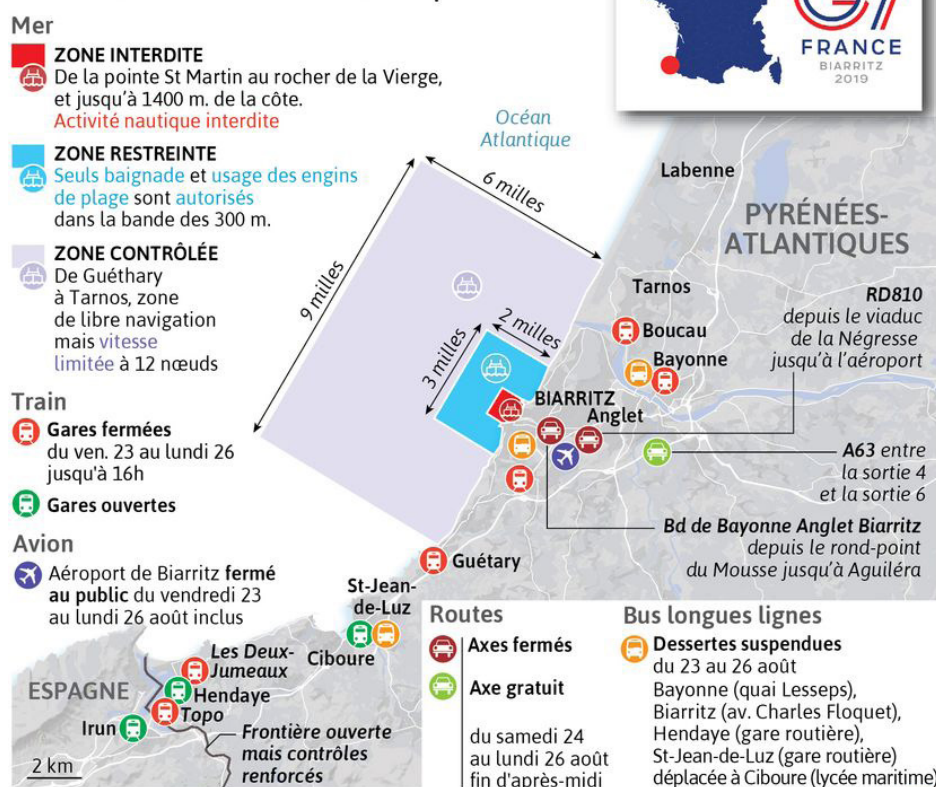 Mer
ZONE INTERDITE
De la pointe St Martin au rocher de la Vierge,
et jusqu'à 1400 m. de la côte.
Activité nautique interdite
ZONE RESTREINTE
Seuls baignade et usage des engins
de plage sont autorisés
dans la bande des 300 m.
ZONE CONTRÔLÉE
De Guéthary
à Tarnos, zone
de libre navigation
mais vitesse
limitée à 12 nœuds
Train
Gares fermées
du ven. 23 au lundi 26
jusqu'à 16h
Gares ouvertes
Avion
Aéroport de Biarritz fermé
au public du vendredi 23
au lundi 26 août inclus
G7
FRANCE
BIARRITZ
2019
Océan
Atlantique
6 milles
9 milles
2 milles
3 milles
Labenne
PYRÉNÉES-
ATLANTIQUES
Tarnos
Boucau
Bayonne
BIARRITZ
Anglet
RD810
depuis le viaduc
de la Négresse
jusqu'à l'aéroport
A63 entre
la sortie 4
et la sortie 6
Bd de Bayonne Anglet Biarritz
depuis le rond-point
du Mousse jusqu'à Aguiléra
Guétary
St-Jean-
de-Luz
Ciboure
Les Deux-
Jumeaux
ESPAGNE
Hendaye
Topo
Irun
Frontière ouverte
mais contrôles
renforcés
2 km
Routes
Axes fermés
Axe gratuit
du samedi 24
au lundi 26 août
fin d'après-midi
Bus longues lignes
Dessertes suspendues
du 23 au 26 août
Bayonne (quai Lesseps),
Biarritz (av. Charles Floquet),
Hendaye (gare routière),
St-Jean-de-Luz (gare routière)
déplacée à Ciboure (lycée maritime)